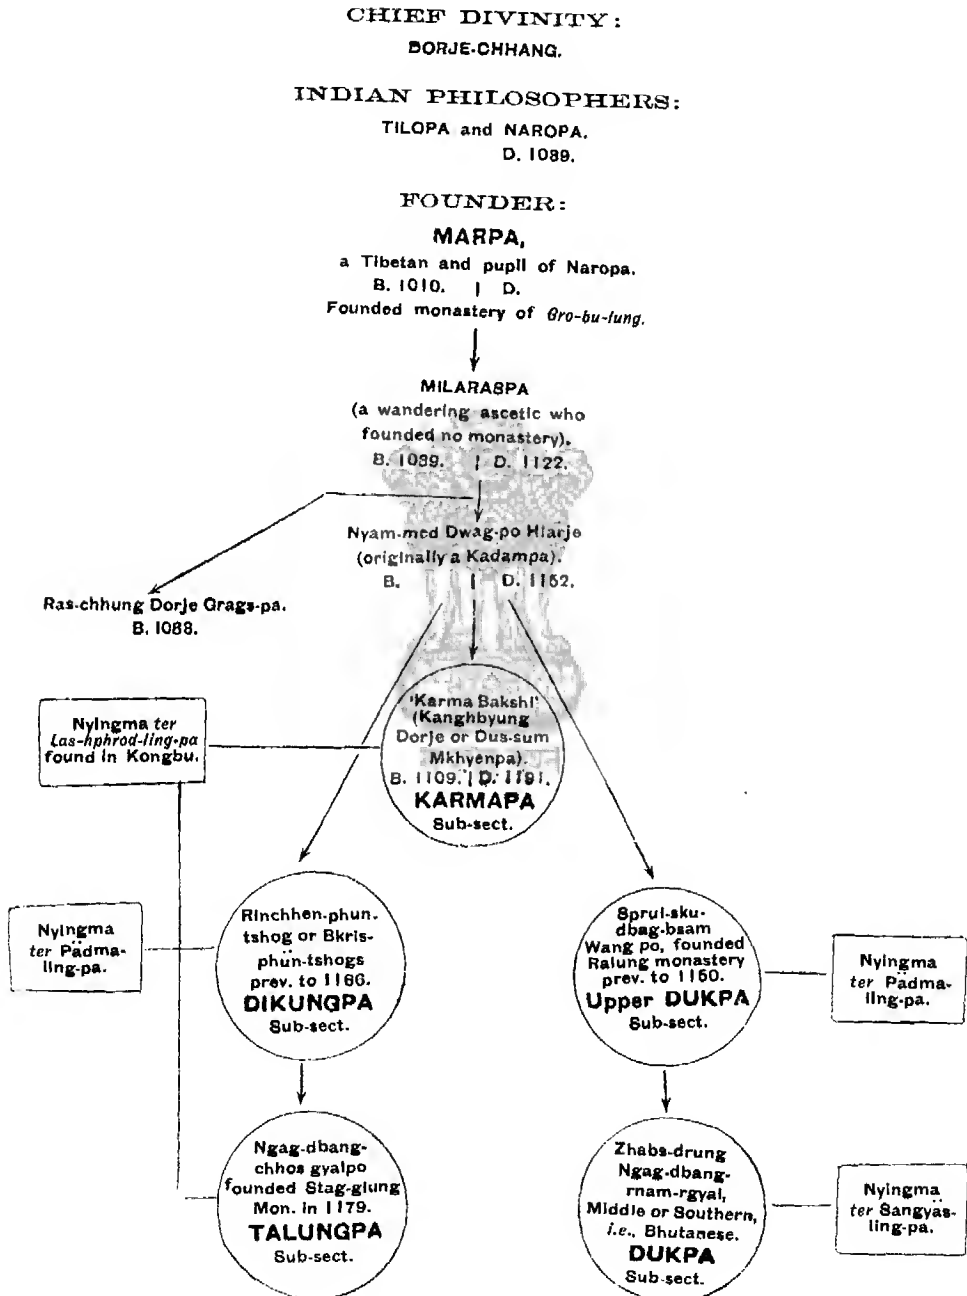 CHIEF DIVINITY:
DORJE-CHHANG.
INDIAN PHILOSOPHERS:
TILOPA and NAROPA.
D. 1039.
FOUNDER:
MARPA,
a Tibetan and pupil of Naropa.
B. 1010. | D.
Founded monastery of Gro-bu-lung.
MILARASPA
(a wandering ascetic who
founded no monastery).
B. 1039. | D. 1122.
Nyam-med Dwag-po Hlarje
(originally a Kadampa).
B. | D. 1152.
Ras-chhung Dorje Grags-pa.
B. 1088.
'Karma Bakshi'
(Kanghbyung
Dorje or Dus-sum
Mkhyenpa).
B. 1109. | D. 1191.
KARMAPA
Sub-sect.
Nyingma ter
Las-hphrod-ling-pa
found in Kongbu.
Rinchhen-phun-
tshog or Bkris-
phün-tshogs
prev. to 1166.
DIKUNGPA
Sub-sect.
Nyingma
ter Pädma-
ling-pa.
Sprul-sku-
dbag-bsam
Wang po, founded
Ralung monastery
prev. to 1160.
Upper DUKPA
Sub-sect.
Nyingma
ter Pädma-
ling-pa.
Ngag-dbang-
chhos gyalpo
founded Stag-glung
Mon. in 1179.
TALUNGPA
Sub-sect.
Zhabs-drung
Ngag-dbang-
rnam-rgyal,
Middle or Southern,
i.e., Bhutanese.
DUKPA
Sub-sect.
Nyingma
ter Sangyäs-
ling-pa.